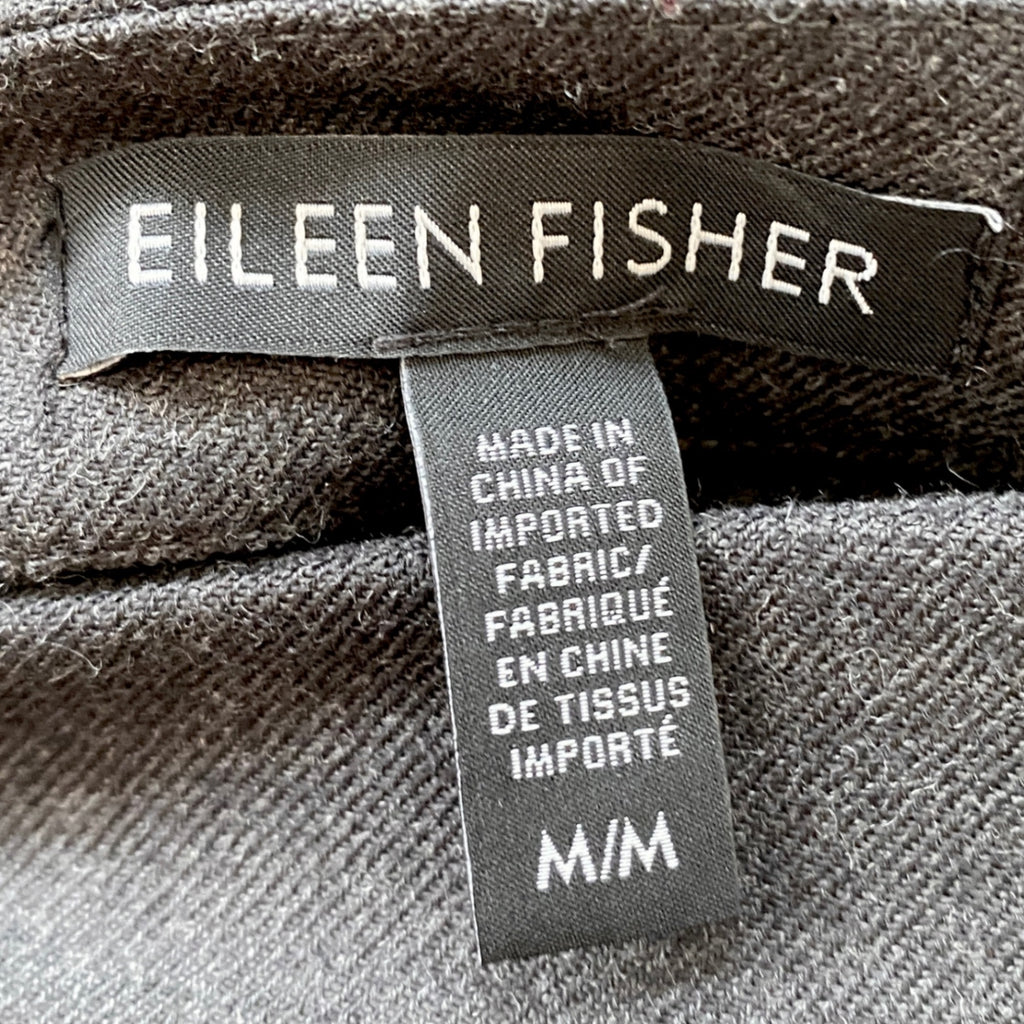 EILEEN FISHER
MADE IN
CHINA OF
IMPORTED
FABRIC/
FABRIQUÉ
EN CHINE
DE TISSUS
IMPORTÉ
M/M